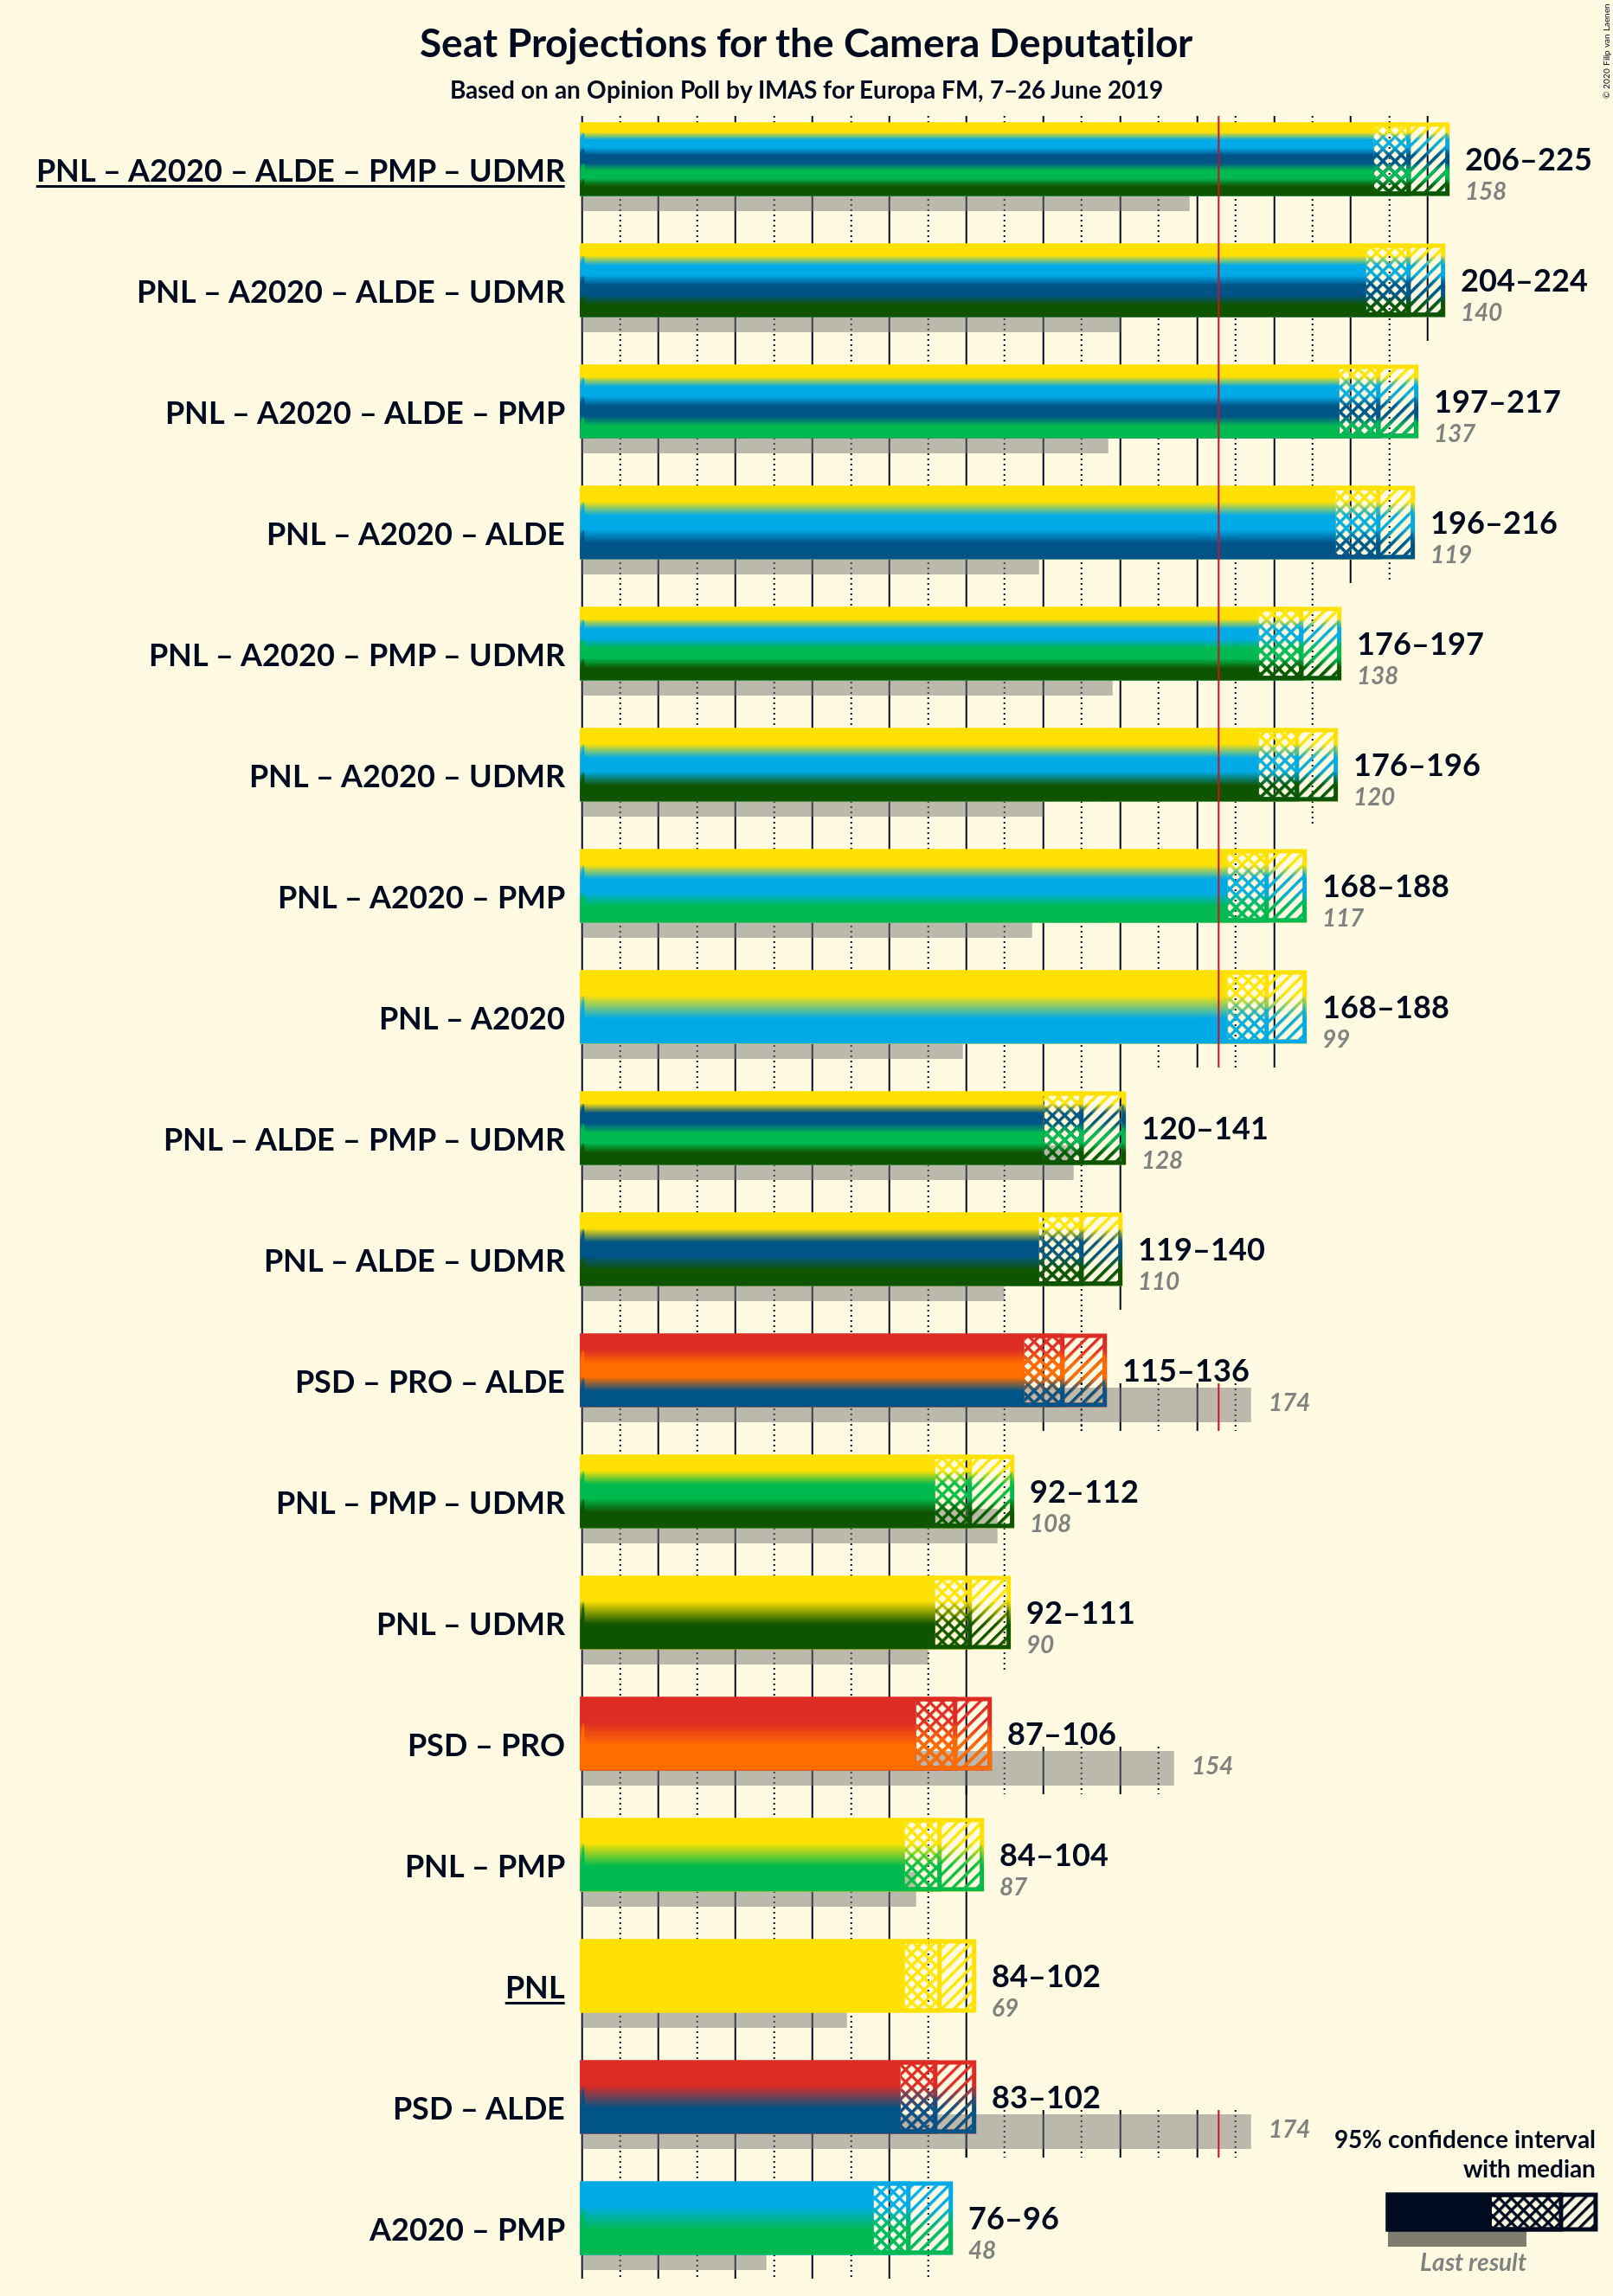 Seat Projections for the Camera Deputaților
Based on an Opinion Poll by IMAS for Europa FM, 7–26 June 2019
© 2020 Filip van Laenen
PNL – A2020 – ALDE – PMP – UDMR
206–225
158
PNL – A2020 – ALDE – UDMR
204–224
140
PNL – A2020 – ALDE – PMP
197–217
137
PNL – A2020 – ALDE
196–216
119
PNL – A2020 – PMP – UDMR
176–197
138
PNL – A2020 – UDMR
176–196
120
PNL – A2020 – PMP
168–188
117
PNL – A2020
168–188
99
PNL – ALDE – PMP – UDMR
120–141
128
PNL – ALDE – UDMR
119–140
110
PSD – PRO – ALDE
115–136
174
PNL – PMP – UDMR
92–112
108
PNL – UDMR
92–111
90
PSD – PRO
87–106
154
PNL – PMP
84–104
87
PNL
84–102
69
PSD – ALDE
83–102
174
A2020 – PMP
76–96
48
95% confidence interval
with median
Last result